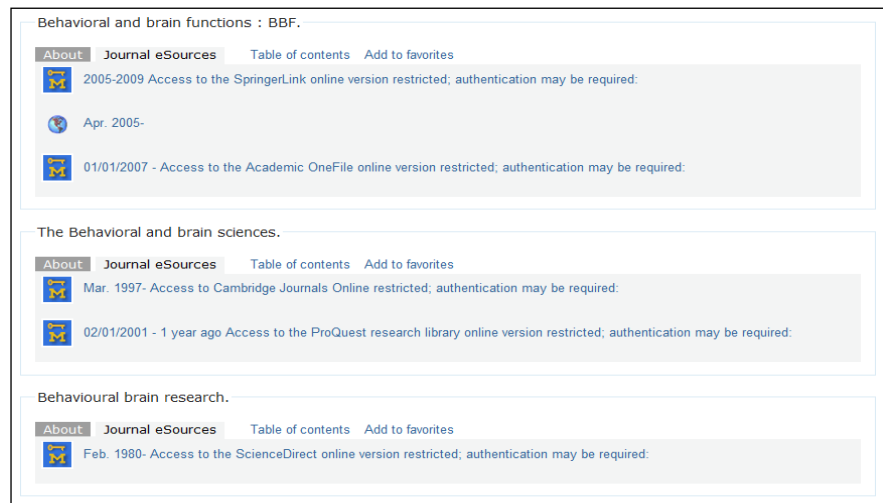 Behavioral and brain functions : BBF.
About Journal eSources Table of contents Add to favorites
M 2005-2009 Access to the SpringerLink online version restricted; authentication may be required:
Apr. 2005-
M 01/01/2007 - Access to the Academic OneFile online version restricted; authentication may be required:
The Behavioral and brain sciences.
About Journal eSources Table of contents Add to favorites
M Mar. 1997- Access to Cambridge Journals Online restricted; authentication may be required:
M 02/01/2001 - 1 year ago Access to the ProQuest research library online version restricted; authentication may be required:
Behavioural brain research.
About Journal eSources Table of contents Add to favorites
M Feb. 1980- Access to the ScienceDirect online version restricted; authentication may be required: